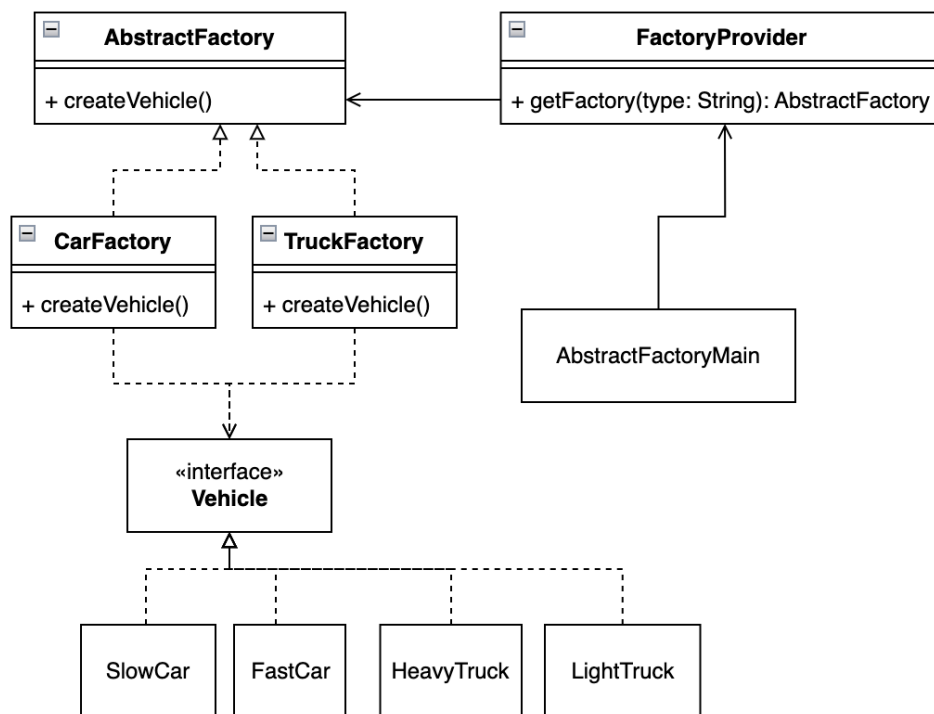 AbstractFactory
+ createVehicle()
FactoryProvider
+ getFactory(type: String): AbstractFactory
CarFactory
+ createVehicle()
TruckFactory
+ createVehicle()
AbstractFactoryMain
«interface»
Vehicle
SlowCar
FastCar
HeavyTruck
LightTruck